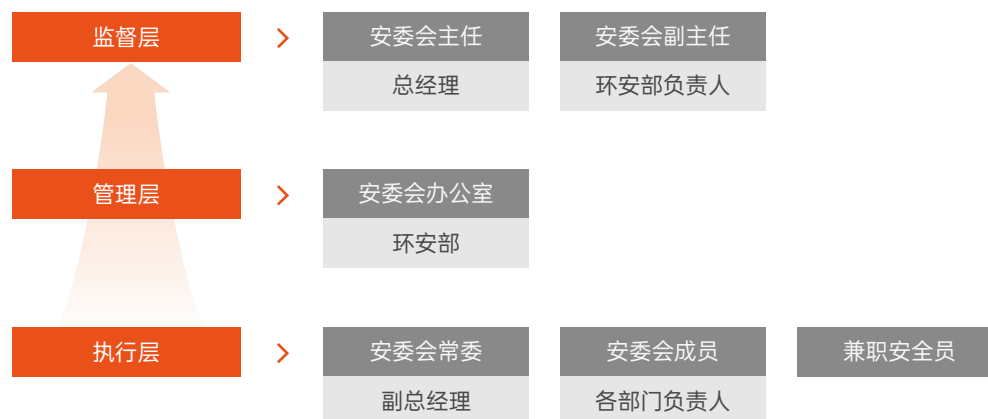 监督层
安委会主任
安委会副主任
总经理
环安部负责人
管理层
安委会办公室
环安部
执行层
安委会常委
安委会成员
兼职安全员
副总经理
各部门负责人